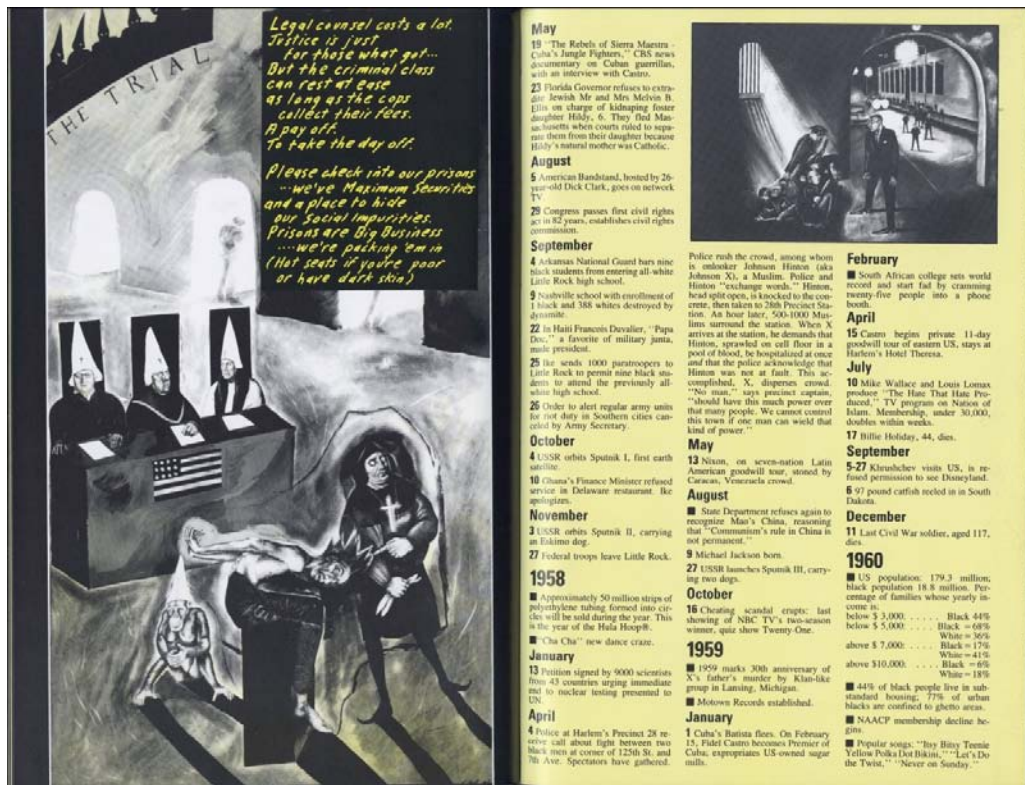 THE TRIAL
Legal counsel costs a lot.
Justice is just
for those what got...
But the criminal class
can rest at ease
as long as the cops
collect their fees.
A pay off.
To take the day off.
Please check into our prisons
...we've Maximum Securities
and a place to hide
our Social Impurities.
Prisons are Big Business
....we're packing 'em in
(Hot seats if you're poor
or have dark skin)
May
19 "The Rebels of Sierra Maestra -
Cuba's Jungle Fighters," CBS news
documentary on Cuban guerrillas,
with an interview with Castro.
23 Florida Governor refuses to extra-
dite Jewish Mr and Mrs Melvin B.
Ellis on charge of kidnaping foster
daughter Hildy, 6. They fled Mas-
sachusetts when courts ruled to sepa-
rate them from their daughter because
Hildy's natural mother was Catholic.
August
5 American Bandstand, hosted by 26-
year-old Dick Clark, goes on network
TV.
29 Congress passes first civil rights
act in 82 years, establishes civil rights
commission.
September
4 Arkansas National Guard bars nine
black students from entering all-white
Little Rock high school.
9 Nashville school with enrollment of
1 black and 388 whites destroyed by
dynamite.
22 In Haiti Francois Duvalier, "Papa
Doc," a favorite of military junta,
made president.
25 Ike sends 1000 paratroopers to
Little Rock to permit nine black stu-
dents to attend the previously all-
white high school.
26 Order to alert regular army units
for riot duty in Southern cities can-
celed by Army Secretary.
October
4 USSR orbits Sputnik I, first earth
satellite.
10 Ghana's Finance Minister refused
service in Delaware restaurant. Ike
apologizes.
November
3 USSR orbits Sputnik II, carrying
an Eskimo dog.
27 Federal troops leave Little Rock.
1958
■ Approximately 50 million strips of
polyethylene tubing formed into cir-
cles will be sold during the year. This
is the year of the Hula Hoop®.
■ "Cha Cha" new dance craze.
January
13 Petition signed by 9000 scientists
from 43 countries urging immediate
end to nuclear testing presented to
UN.
April
4 Police at Harlem's Precinct 28 re-
ceive call about fight between two
black men at corner of 125th St. and
7th Ave. Spectators have gathered.
Police rush the crowd, among whom
is onlooker Johnson Hinton (aka
Johnson X), a Muslim. Police and
Hinton "exchange words." Hinton,
head split open, is knocked to the con-
crete, then taken to 28th Precinct Sta-
tion. An hour later, 500-1000 Mus-
lims surround the station. When X
arrives at the station, he demands that
Hinton, sprawled on cell floor in a
pool of blood, be hospitalized at once
and that the police acknowledge that
Hinton was not at fault. This ac-
complished, X, disperses crowd.
"No man," says precinct captain,
"should have this much power over
that many people. We cannot control
this town if one man can wield that
kind of power."
May
13 Nixon, on seven-nation Latin
American goodwill tour, stoned by
Caracas, Venezuela crowd.
August
■ State Department refuses again to
recognize Mao's China, reasoning
that "Communism's rule in China is
not permanent."
9 Michael Jackson born.
27 USSR launches Sputnik III, carry-
ing two dogs.
October
16 Cheating scandal erupts: last
showing of NBC TV's two-season
winner, quiz show Twenty-One.
1959
■ 1959 marks 30th anniversary of
X's father's murder by Klan-like
group in Lansing, Michigan.
■ Motown Records established.
January
1 Cuba's Batista flees. On February
15, Fidel Castro becomes Premier of
Cuba; expropriates US-owned sugar
mills.
February
■ South African college sets world
record and start fad by cramming
twenty-five people into a phone
booth.
April
15 Castro begins private 11-day
goodwill tour of eastern US, stays at
Harlem's Hotel Theresa.
July
10 Mike Wallace and Louis Lomax
produce "The Hate That Hate Pro-
duced," TV program on Nation of
Islam. Membership, under 30,000,
doubles within weeks.
17 Billie Holiday, 44, dies.
September
5-27 Khrushchev visits US, is re-
fused permission to see Disneyland.
6 97 pound catfish reeled in in South
Dakota.
December
11 Last Civil War soldier, aged 117,
dies.
1960
■ US population: 179.3 million;
black population 18.8 million. Per-
centage of families whose yearly in-
come is:
below $ 3,000: . . . . . Black 44%
below $ 5,000: . . . . Black = 68%
White = 36%
above $ 7,000: . . . . Black = 17%
White = 41%
above $10,000: . . . . Black = 6%
White = 18%
■ 44% of black people live in sub-
standard housing; 77% of urban
blacks are confined to ghetto areas.
■ NAACP membership decline be-
gins.
■ Popular songs: "Itsy Bitsy Teenie
Yellow Polka Dot Bikini," "Let's Do
the Twist," "Never on Sunday."